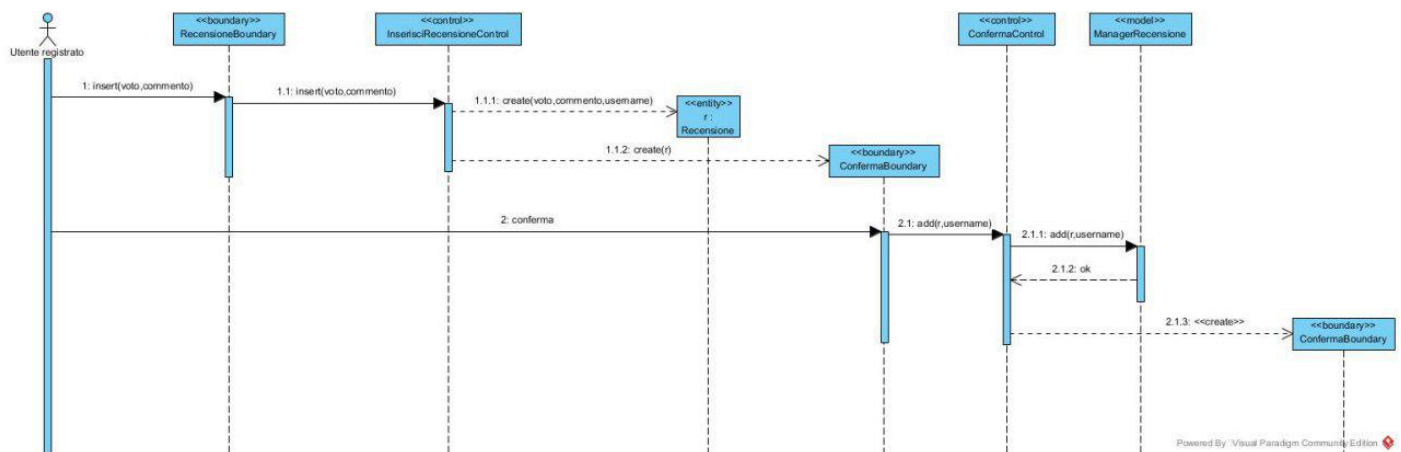 <<boundary>>
RecensioneBoundary
<<control>>
InserisciRecensioneControl
<<control>>
ConfermaControl
<<model>>
ManagerRecensione
Utente registrato
1: insert(voto,commento)
1.1: insert(voto,commento)
1.1.1: create(voto,commento,username)
<<entity>>
r :
Recensione
1.1.2: create(r)
<<boundary>>
ConfermaBoundary
2: conferma
2.1: add(r,username)
2.1.1: add(r,username)
2.1.2: ok
2.1.3: <<create>>
<<boundary>>
ConfermaBoundary
Powered By Visual Paradigm Community Edition